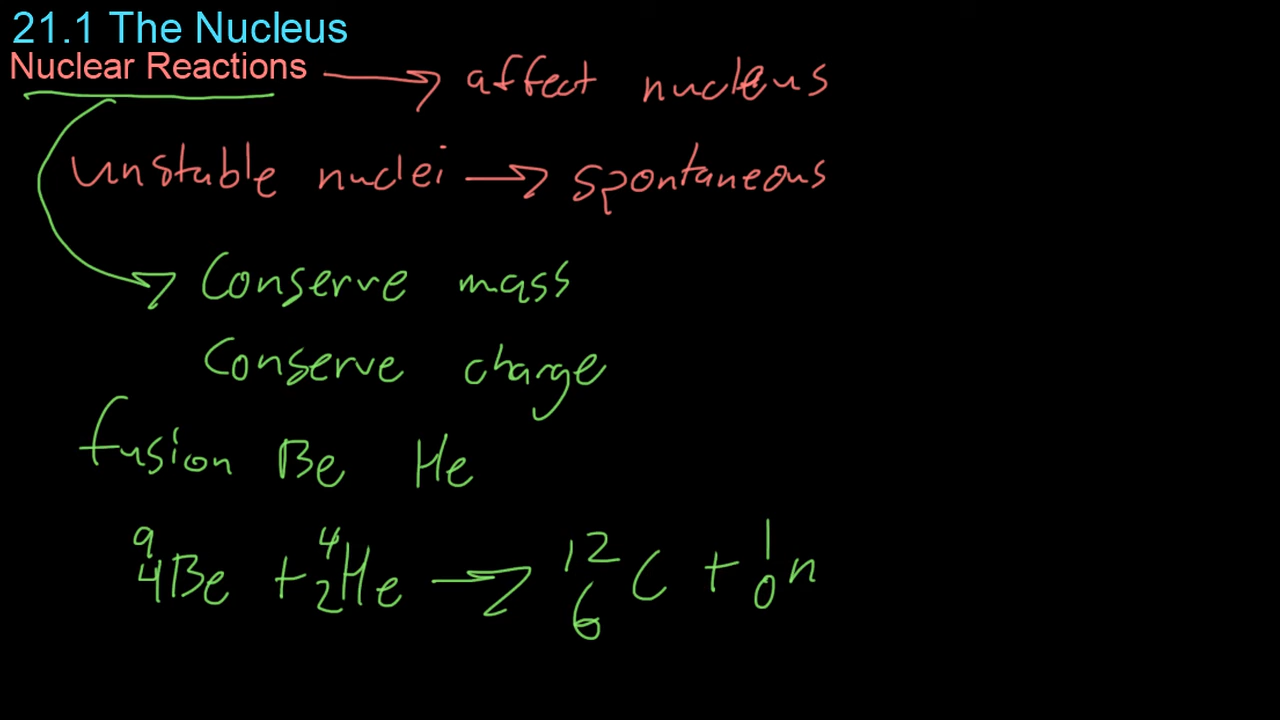 21.1 The Nucleus
Nuclear Reactions → affect nucleus
unstable nuclei → spontaneous
Conserve mass
Conserve charge
fusion Be He
⁹₄Be + ⁴₂He → ¹²₆C + ¹₀n